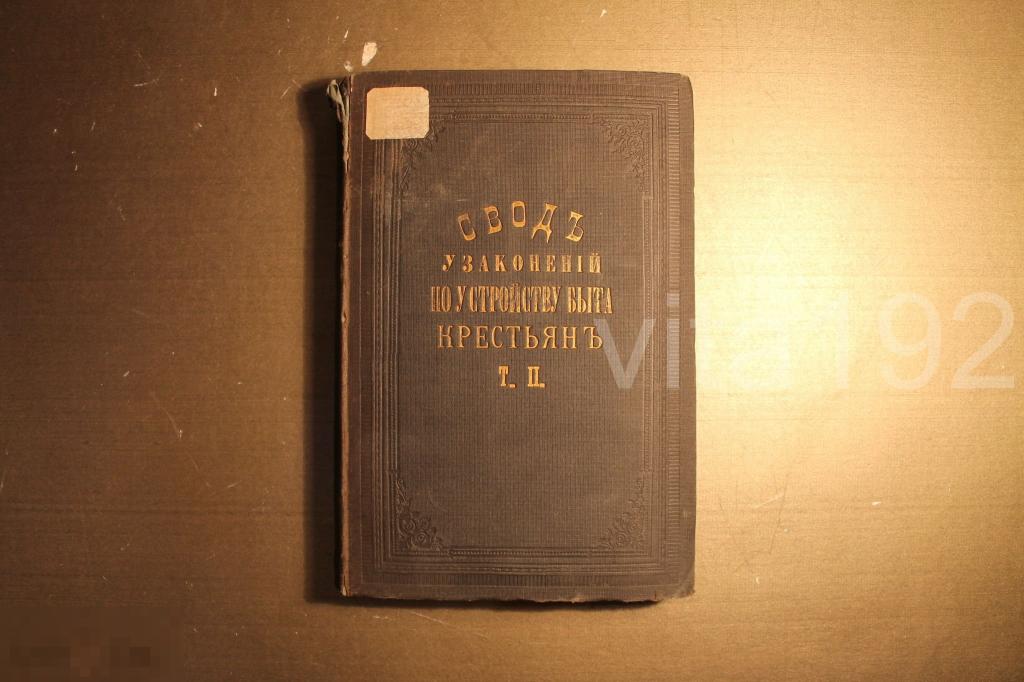 СВОДЪ
УЗАКОНЕНІЙ
ПО УСТРОЙСТВУ БЫТА
КРЕСТЬЯНЪ
Т. II.
vita192